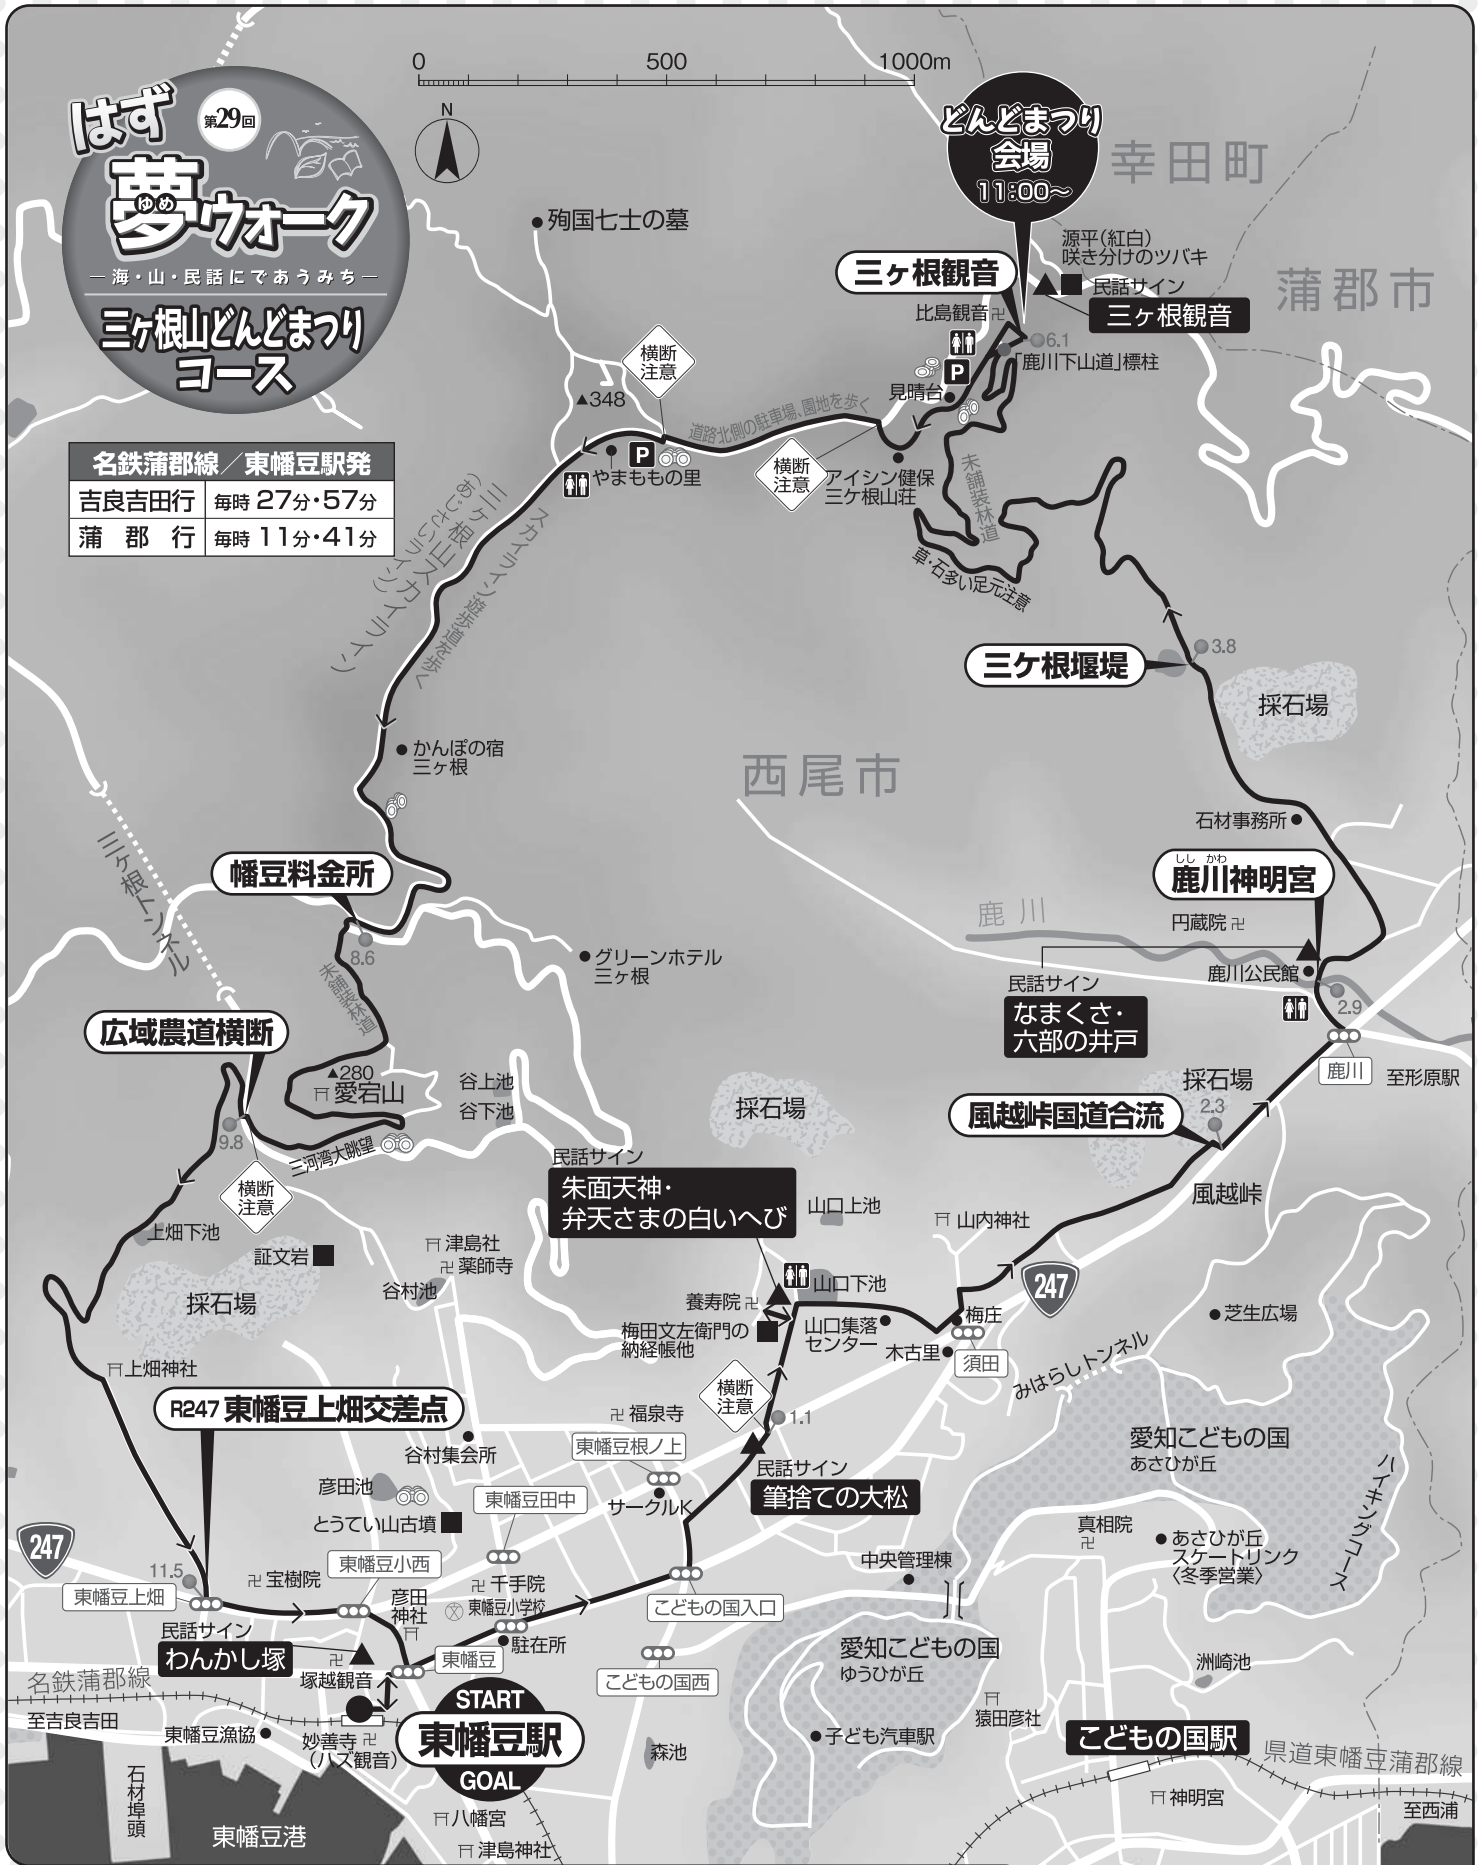 はず
第29回
夢ウォーク
ゆめ
海・山・民話にであうみち
三ヶ根山どんどまつり
コース
0 500 1000m
N
名鉄蒲郡線／東幡豆駅発
吉良吉田行 毎時 27分・57分
蒲郡行 毎時 11分・41分
どんどまつり
会場
11:00〜
幸田町
蒲郡市
殉国七士の墓
源平(紅白)
咲き分けのツバキ
民話サイン
三ヶ根観音
三ヶ根観音
比島観音
6.1
「鹿川下山道」標柱
P
見晴台
横断
注意
▲348
道路北側の駐車場、園地を歩く
P
やまももの里
横断
注意
アイシン健保
三ケ根山荘
未舗装林道
草・石多い足元注意
三ヶ根山スカイライン
(あじさいライン)
スカイライン遊歩道を歩く
三ケ根堰堤
3.8
採石場
かんぽの宿
三ヶ根
西尾市
石材事務所
三ヶ根トンネル
幡豆料金所
8.6
未舗装林道
グリーンホテル
三ヶ根
しし かわ
鹿川神明宮
鹿川
円蔵院
民話サイン
なまくさ・
六部の井戸
鹿川公民館
2.9
鹿川
至形原駅
広域農道横断
▲280
愛宕山
谷上池
谷下池
9.8
三河湾大眺望
横断
注意
採石場
採石場
2.3
風越峠国道合流
風越峠
民話サイン
朱面天神・
弁天さまの白いへび
山口上池
山内神社
上畑下池
証文岩
津島社
薬師寺
谷村池
採石場
養寿院
山口下池
梅田文左衛門の
納経帳他
山口集落
センター
梅庄
木古里
須田
247
芝生広場
みはらしトンネル
上畑神社
R247 東幡豆上畑交差点
横断
注意
1.1
福泉寺
東幡豆根ノ上
谷村集会所
サークルK
民話サイン
筆捨ての大松
愛知こどもの国
あさひが丘
ハイキングコース
彦田池
とうてい山古墳
東幡豆田中
247
11.5
東幡豆上畑
宝樹院
東幡豆小西
彦田
神社
千手院
東幡豆小学校
駐在所
こどもの国入口
中央管理棟
真相院
あさひが丘
スケートリンク
〈冬季営業〉
民話サイン
わんかし塚
塚越観音
東幡豆
こどもの国西
愛知こどもの国
ゆうひが丘
洲崎池
名鉄蒲郡線
至吉良吉田
東幡豆漁協
妙善寺
(ハズ観音)
START
東幡豆駅
GOAL
森池
子ども汽車駅
猿田彦社
こどもの国駅
県道東幡豆蒲郡線
石材埠頭
東幡豆港
八幡宮
津島神社
神明宮
至西浦